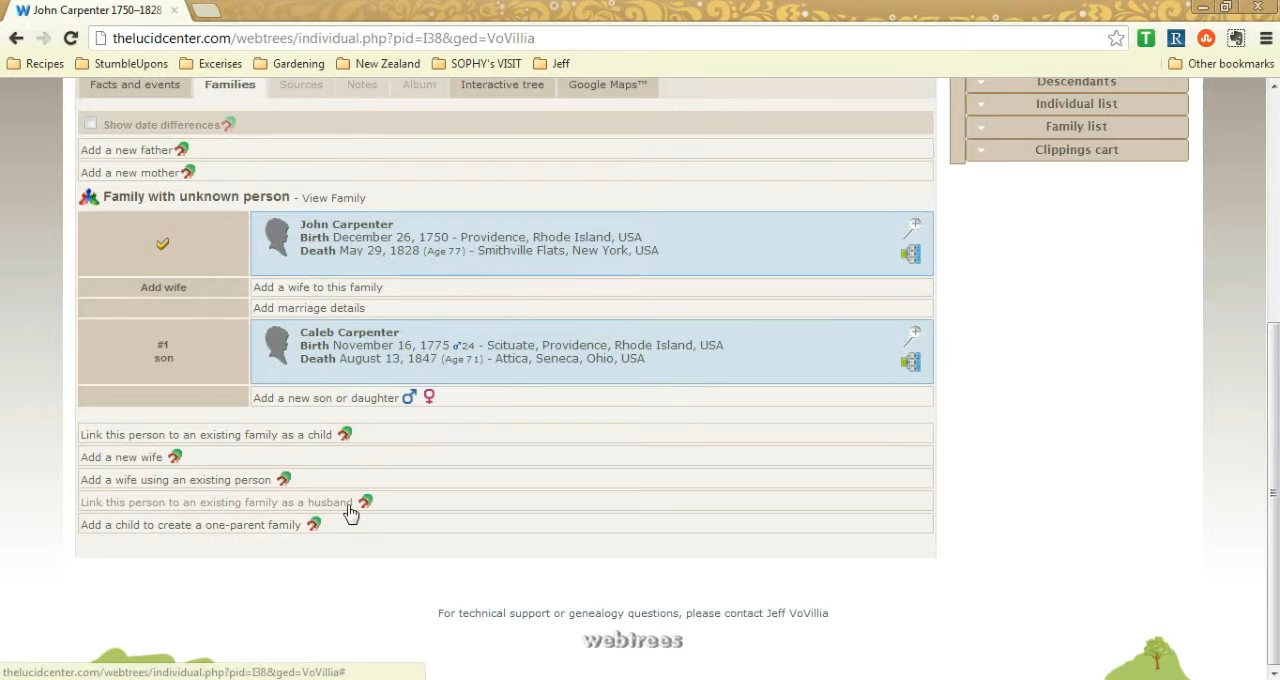 John Carpenter 1750–1828
thelucidcenter.com/webtrees/individual.php?pid=I38&ged=VoVillia
Recipes StumbleUpons Excerises Gardening New Zealand SOPHY's VISIT Jeff Other bookmarks
Facts and events Families Sources Notes Album Interactive tree Google Maps™
Descendants
Individual list
Family list
Clippings cart
Show date differences
Add a new father
Add a new mother
Family with unknown person - View Family
John Carpenter
Birth December 26, 1750 - Providence, Rhode Island, USA
Death May 29, 1828 (Age 77) - Smithville Flats, New York, USA
Add wife Add a wife to this family
Add marriage details
#1
son
Caleb Carpenter
Birth November 16, 1775 ♂24 - Scituate, Providence, Rhode Island, USA
Death August 13, 1847 (Age 71) - Attica, Seneca, Ohio, USA
Add a new son or daughter ♂ ♀
Link this person to an existing family as a child
Add a new wife
Add a wife using an existing person
Link this person to an existing family as a husband
Add a child to create a one-parent family
For technical support or genealogy questions, please contact Jeff VoVillia
webtrees
thelucidcenter.com/webtrees/individual.php?pid=I38&ged=VoVillia#